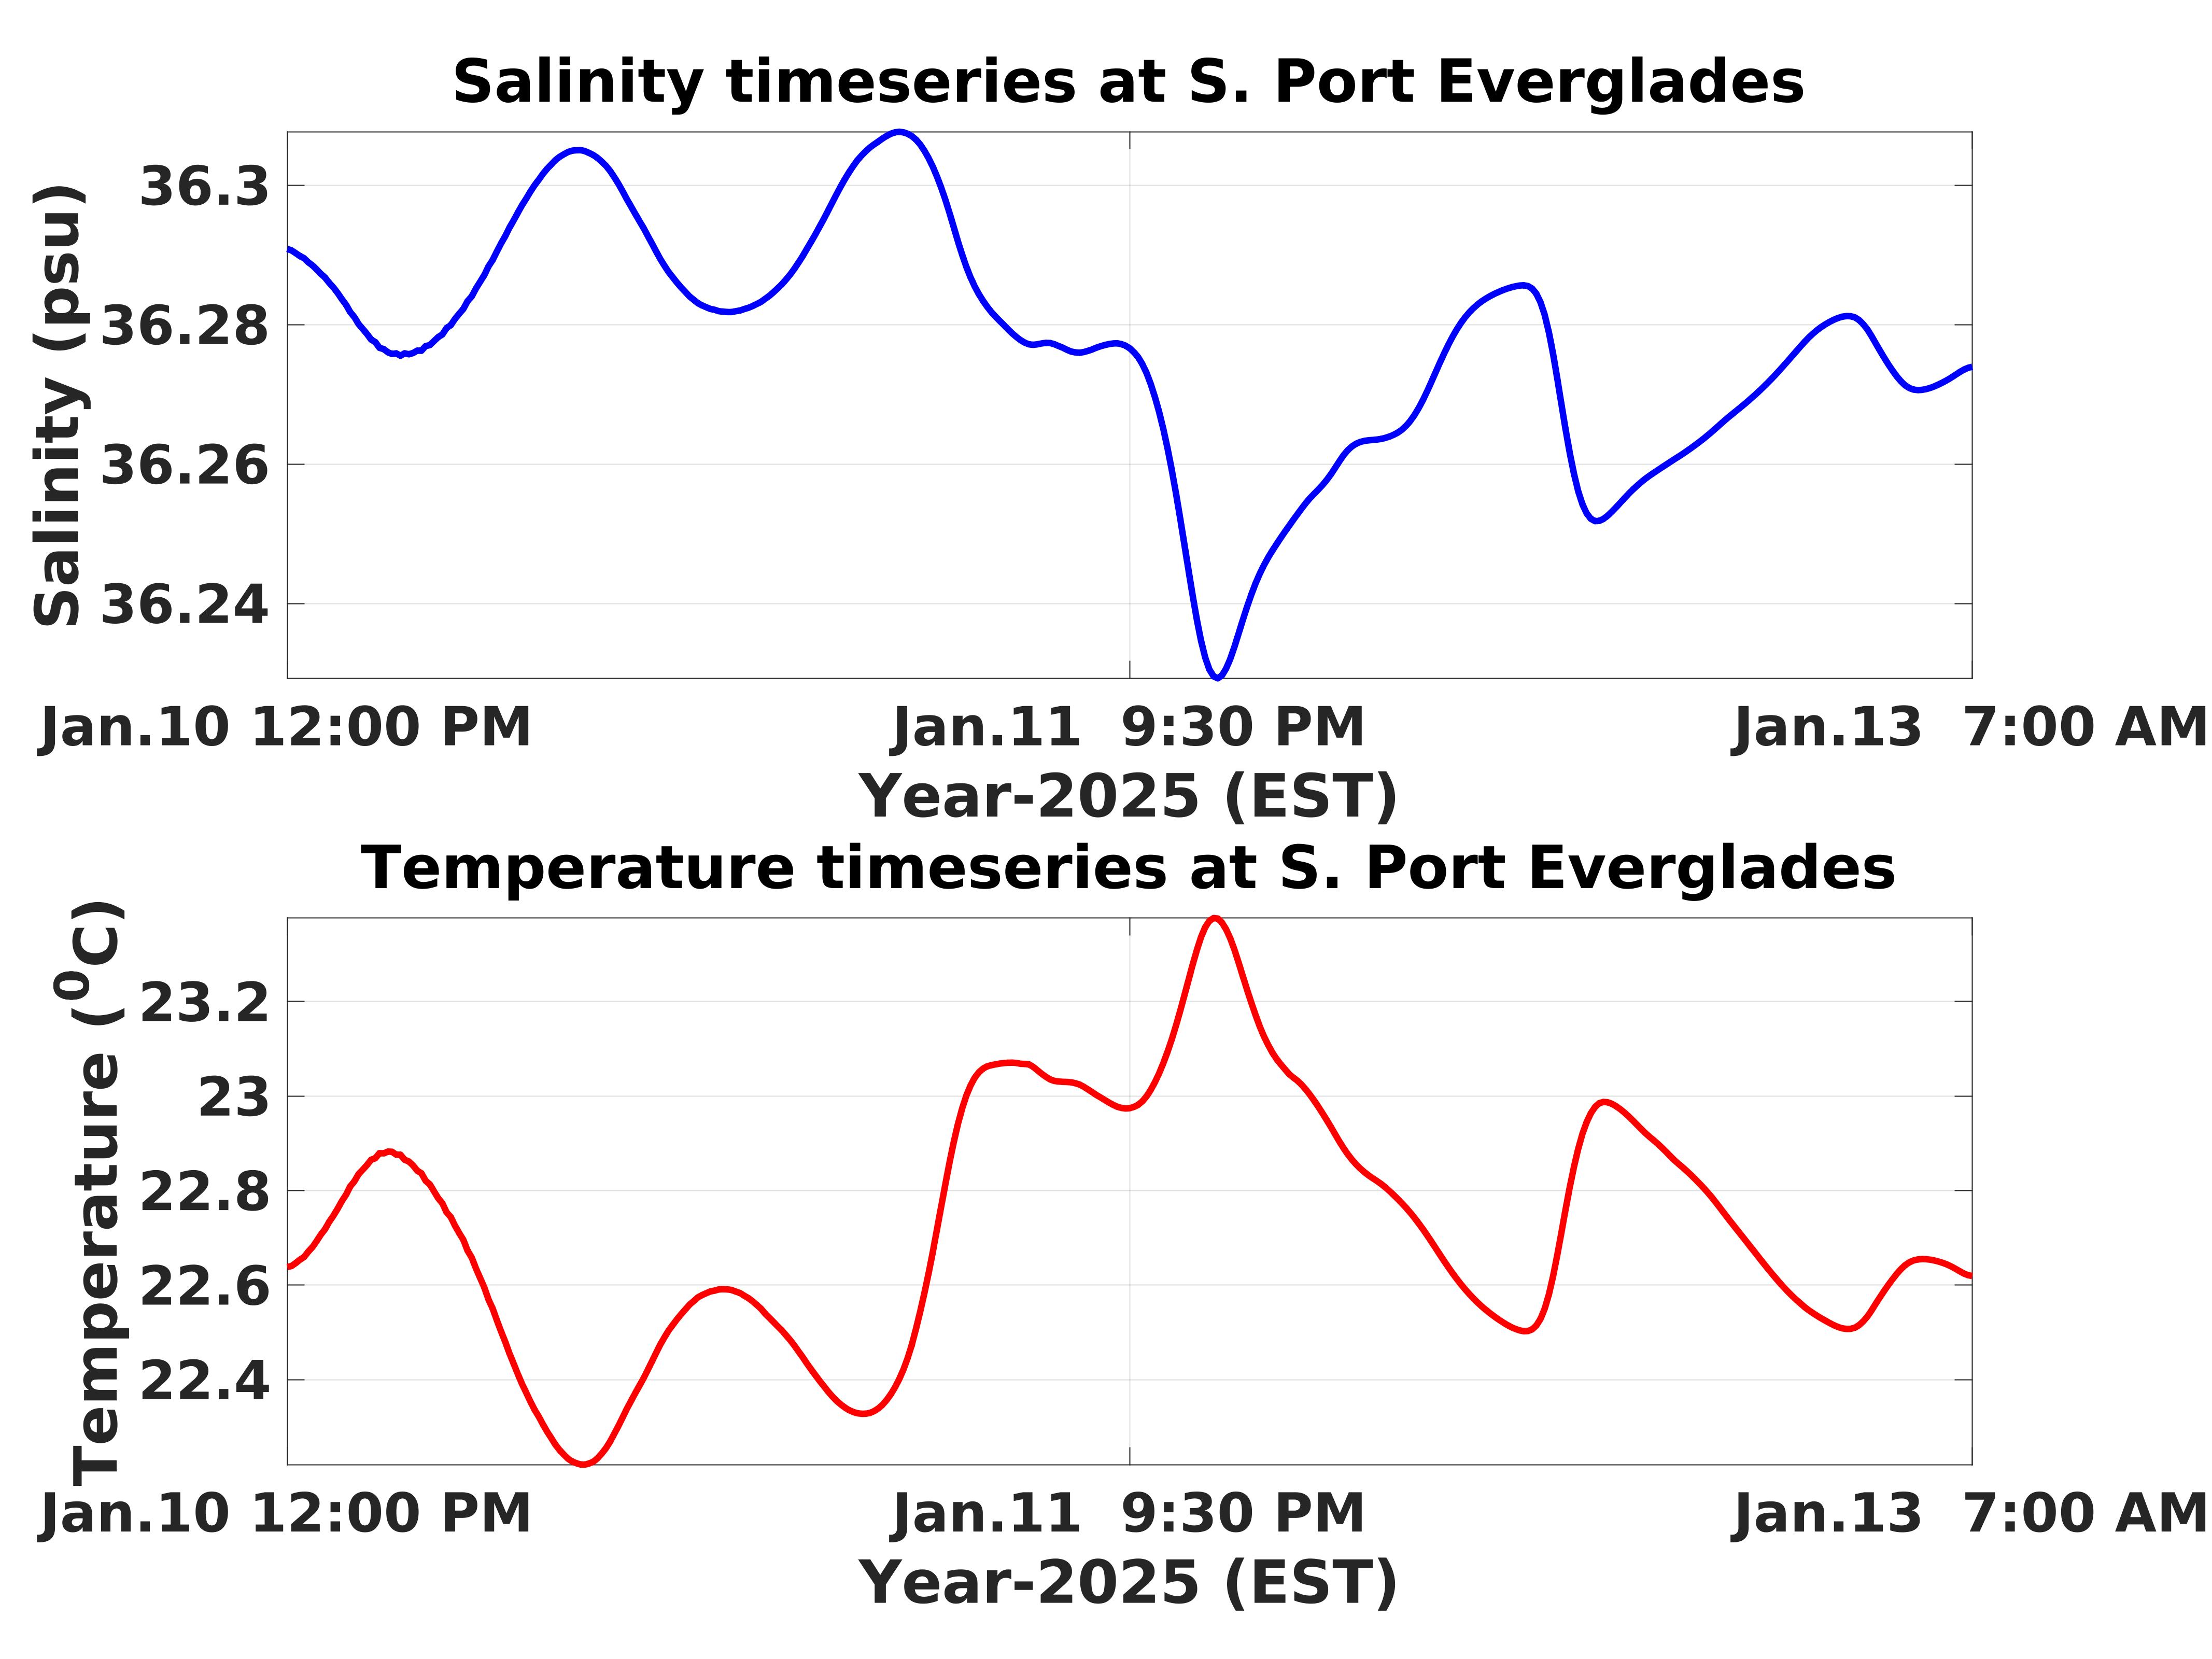 Salinity timeseries at S. Port Everglades
Salinity (psu)
36.3
36.28
36.26
36.24
Jan.10 12:00 PM
Jan.11  9:30 PM
Jan.13  7:00 AM
Year-2025 (EST)
Temperature timeseries at S. Port Everglades
Temperature (⁰C)
23.2
23
22.8
22.6
22.4
Jan.10 12:00 PM
Jan.11  9:30 PM
Jan.13  7:00 AM
Year-2025 (EST)